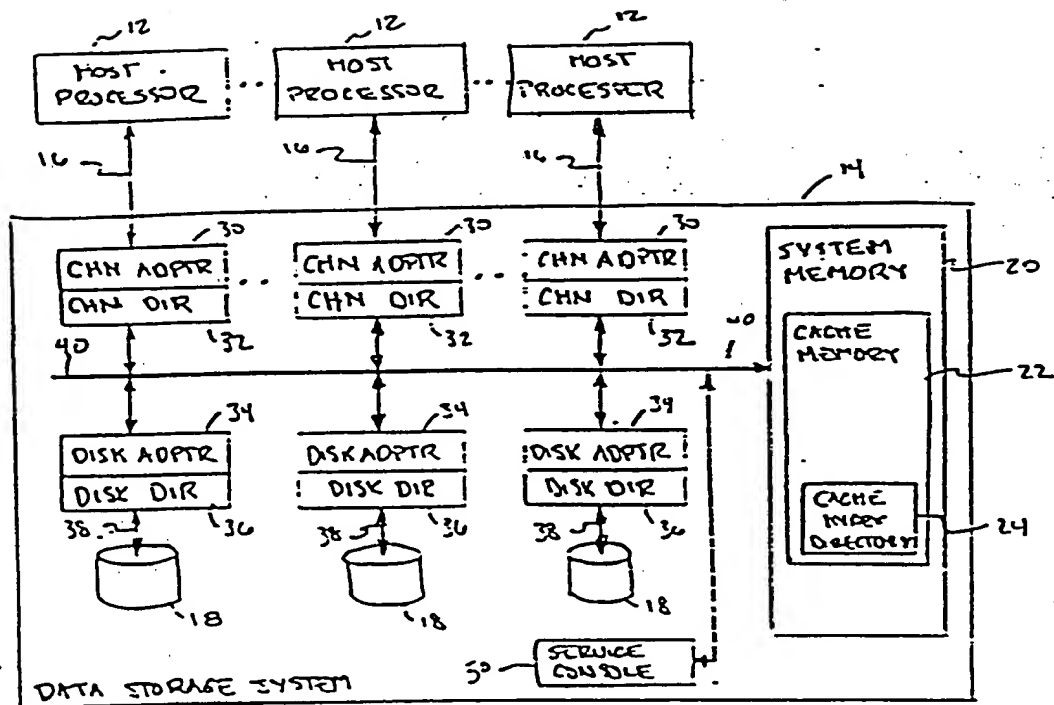 12 12 12
HOST PROCESSOR HOST PROCESSOR HOST PROCESSER
16 16 16
14
30 30 30
CHN ADPTR CHN ADPTR CHN ADPTR
CHN DIR CHN DIR CHN DIR
32 32 32
40 40
SYSTEM
MEMORY
20
CACHE
MEMORY
22
CACHE
INDEX
DIRECTORY
24
34 34 34
DISK ADPTR DISK ADPTR DISK ADPTR
DISK DIR DISK DIR DISK DIR
38 36 38 36 38 36
18 18 18
50
SERVICE
CONSOLE
DATA STORAGE SYSTEM